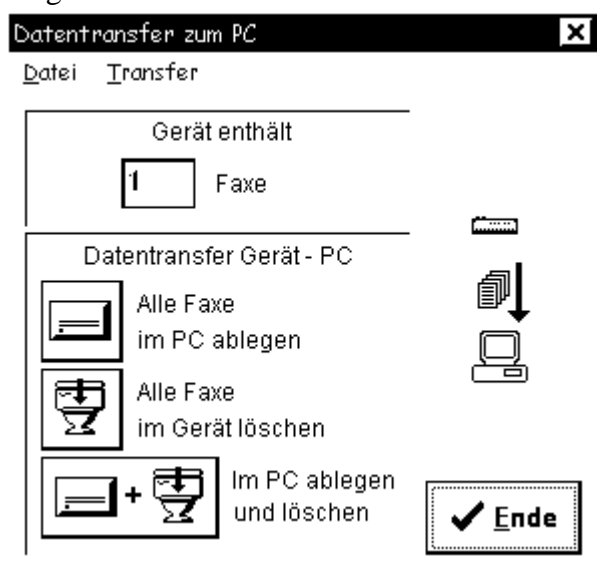 Datentransfer zum PC
Datei Transfer
Gerät enthält
1 Faxe
Datentransfer Gerät - PC
Alle Faxe
im PC ablegen
Alle Faxe
im Gerät löschen
+ Im PC ablegen
und löschen
Ende